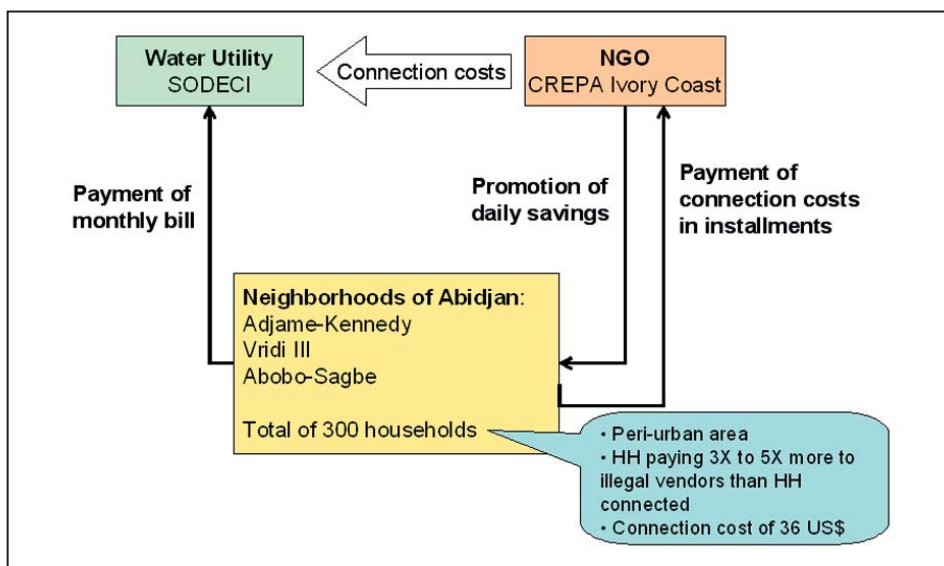 Water Utility
SODECI
Connection costs
NGO
CREPA Ivory Coast
Payment of
monthly bill
Promotion of
daily savings
Payment of
connection costs
in installments
Neighborhoods of Abidjan:
Adjame-Kennedy
Vridi III
Abobo-Sagbe
Total of 300 households
• Peri-urban area
• HH paying 3X to 5X more to
illegal vendors than HH
connected
• Connection cost of 36 US$